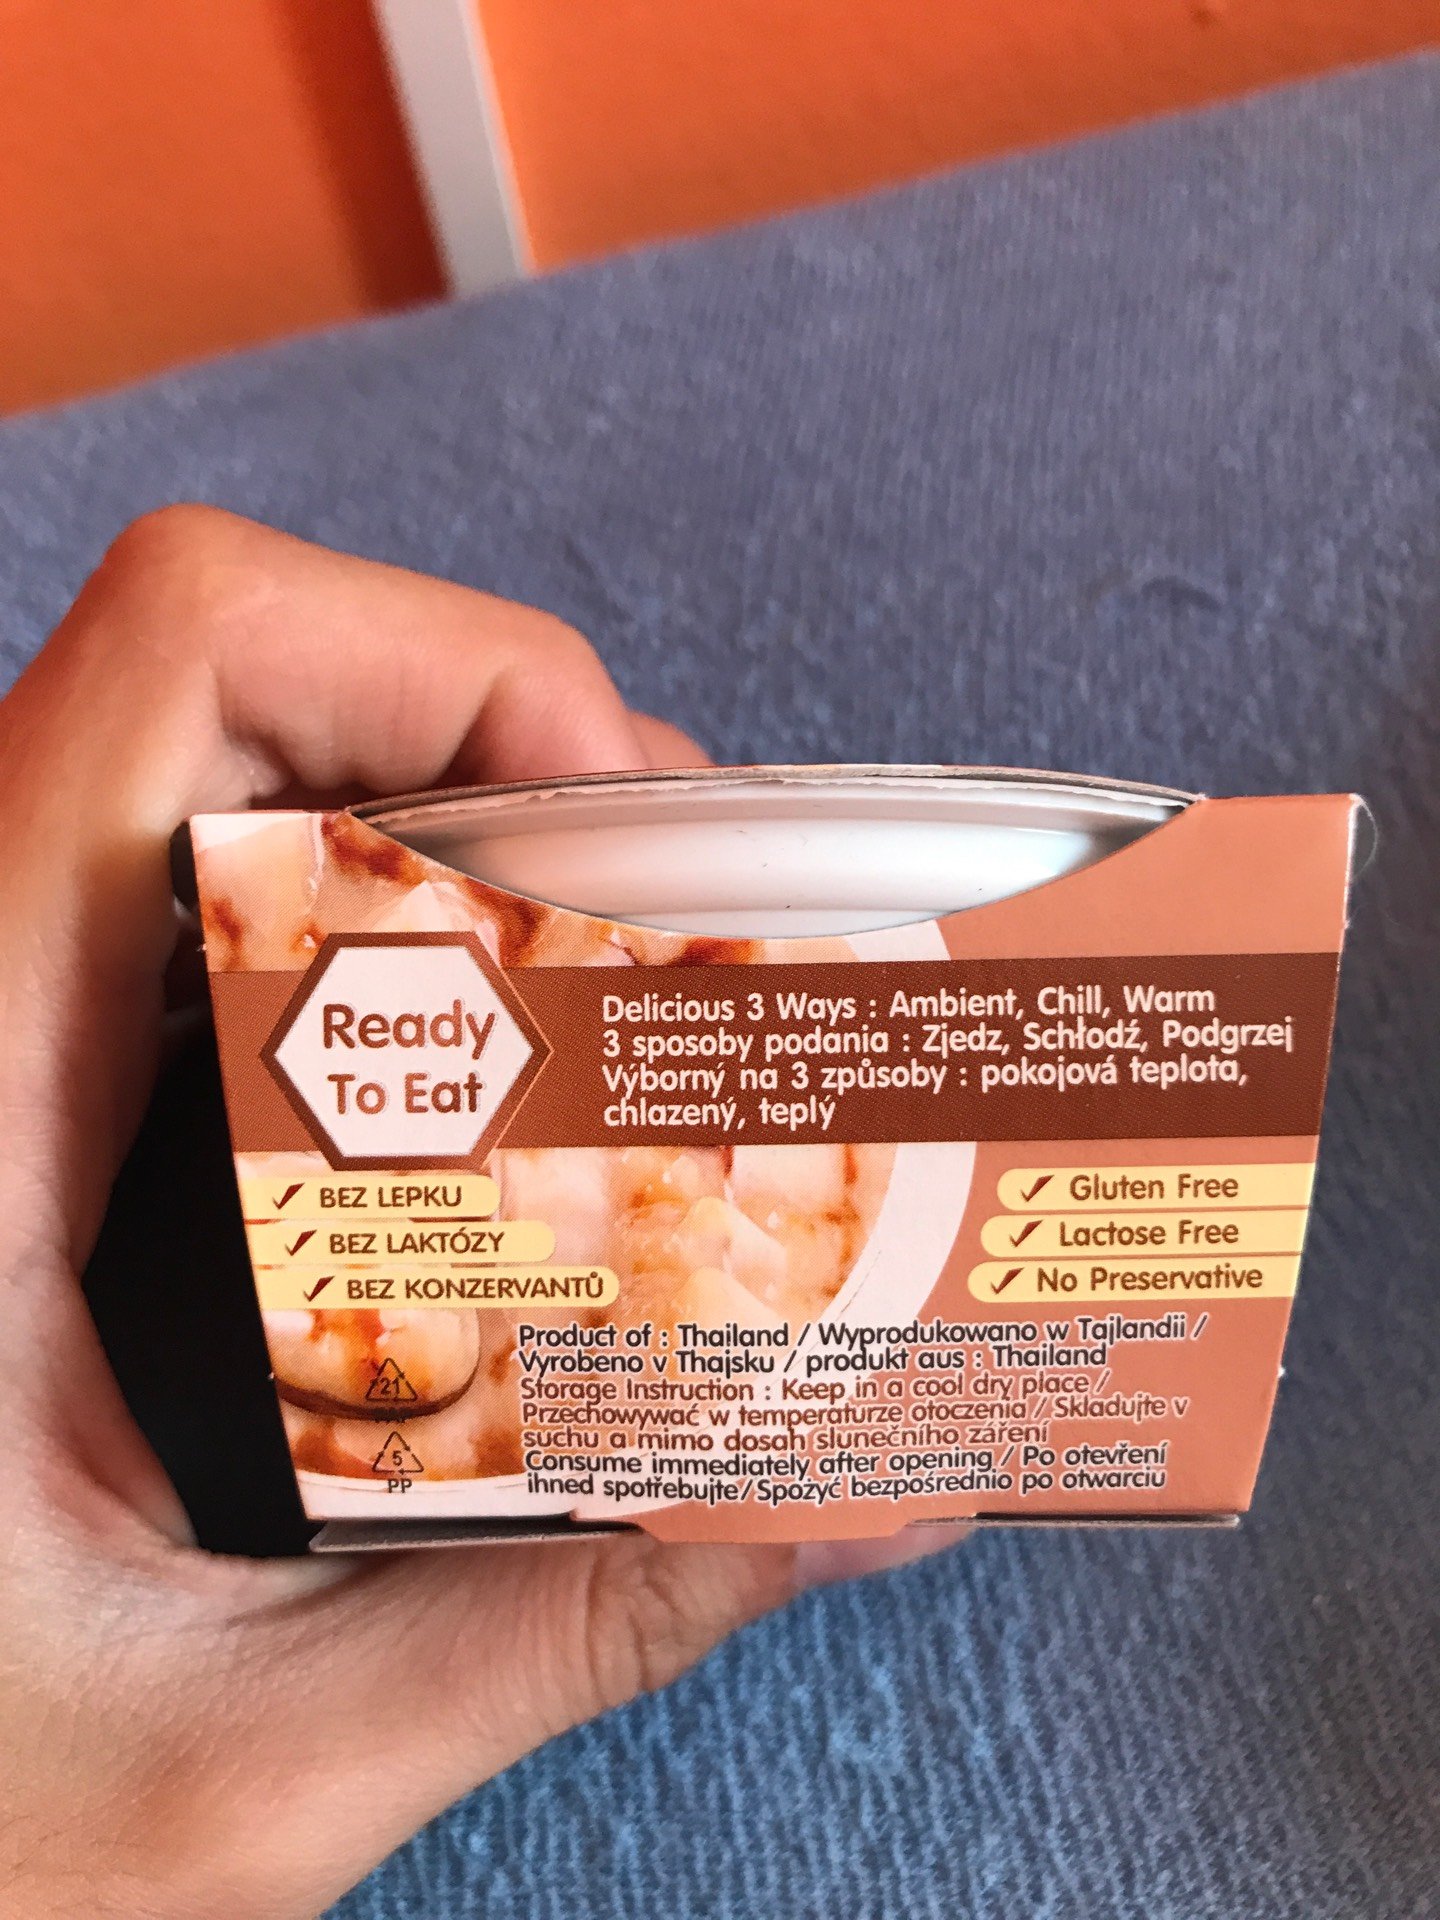 Ready
To Eat
Delicious 3 Ways : Ambient, Chill, Warm
3 sposoby podania : Zjedz, Schłodź, Podgrzej
Výborný na 3 způsoby : pokojová teplota,
chlazený, teplý
✓ BEZ LEPKU
✓ BEZ LAKTÓZY
✓ BEZ KONZERVANTŮ
✓ Gluten Free
✓ Lactose Free
✓ No Preservative
Product of : Thailand / Wyprodukowano w Tajlandii /
Vyrobeno v Thajsku / produkt aus : Thailand
Storage Instruction : Keep in a cool dry place /
Przechowywać w temperaturze otoczenia / Skladujte v
suchu a mimo dosah slunečního záření
Consume immediately after opening / Po otevření
ihned spotřebujte/ Spożyć bezpośrednio po otwarciu
21
5
PP